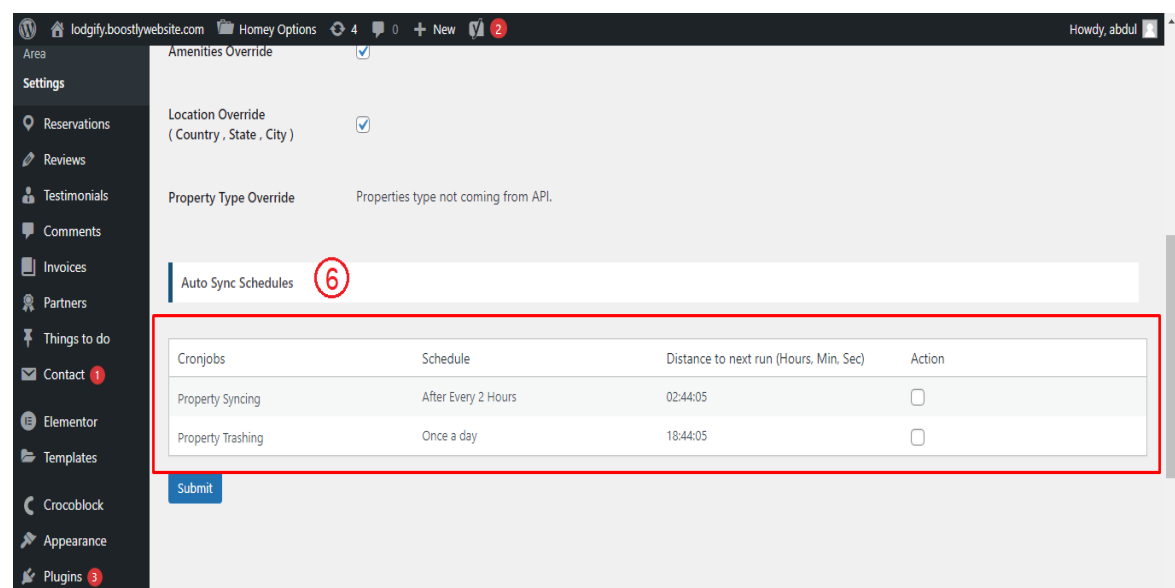 lodgify.boostlywebsite.com Homey Options 4 0 + New 2 Howdy, abdul
Area
Settings
Reservations
Reviews
Testimonials
Comments
Invoices
Partners
Things to do
Contact 1
Elementor
Templates
Crocoblock
Appearance
Plugins 3
Amenities Override
Location Override
( Country , State , City )
Property Type Override Properties type not coming from API.
Auto Sync Schedules 6
Cronjobs Schedule Distance to next run (Hours, Min, Sec) Action
Property Syncing After Every 2 Hours 02:44:05
Property Trashing Once a day 18:44:05
Submit